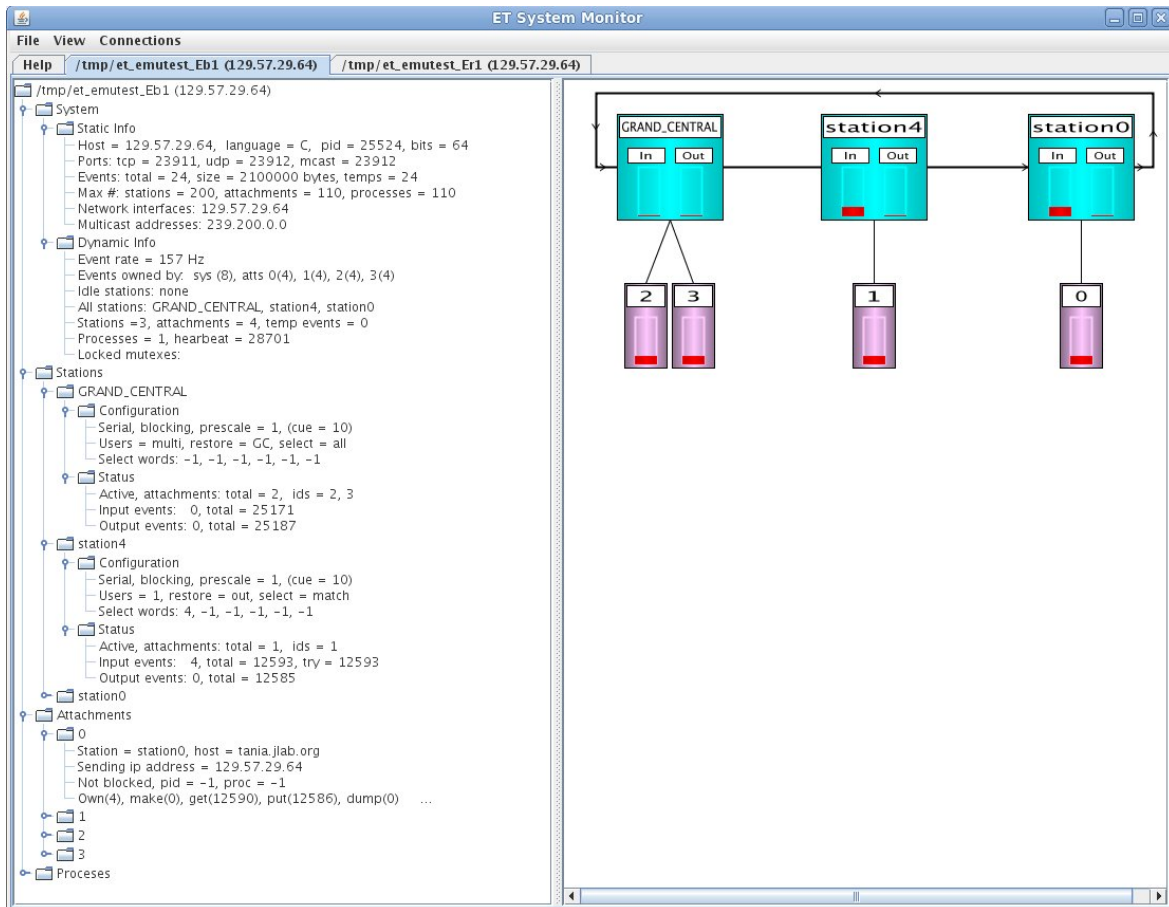 ET System Monitor
File View Connections
Help /tmp/et_emutest_Eb1 (129.57.29.64) /tmp/et_emutest_Er1 (129.57.29.64)
/tmp/et_emutest_Eb1 (129.57.29.64)
System
Static Info
Host = 129.57.29.64, language = C, pid = 25524, bits = 64
Ports: tcp = 23911, udp = 23912, mcast = 23912
Events: total = 24, size = 2100000 bytes, temps = 24
Max #: stations = 200, attachments = 110, processes = 110
Network interfaces: 129.57.29.64
Multicast addresses: 239.200.0.0
Dynamic Info
Event rate = 157 Hz
Events owned by: sys (8), atts 0(4), 1(4), 2(4), 3(4)
Idle stations: none
All stations: GRAND_CENTRAL, station4, station0
Stations =3, attachments = 4, temp events = 0
Processes = 1, hearbeat = 28701
Locked mutexes:
Stations
GRAND_CENTRAL
Configuration
Serial, blocking, prescale = 1, (cue = 10)
Users = multi, restore = GC, select = all
Select words: -1, -1, -1, -1, -1, -1
Status
Active, attachments: total = 2, ids = 2, 3
Input events: 0, total = 25171
Output events: 0, total = 25187
station4
Configuration
Serial, blocking, prescale = 1, (cue = 10)
Users = 1, restore = out, select = match
Select words: 4, -1, -1, -1, -1, -1
Status
Active, attachments: total = 1, ids = 1
Input events: 4, total = 12593, try = 12593
Output events: 0, total = 12585
station0
Attachments
0
Station = station0, host = tania.jlab.org
Sending ip address = 129.57.29.64
Not blocked, pid = -1, proc = -1
Own(4), make(0), get(12590), put(12586), dump(0) ...
1
2
3
Proceses
GRAND_CENTRAL station4 station0
In Out In Out In Out
2 3 1 0